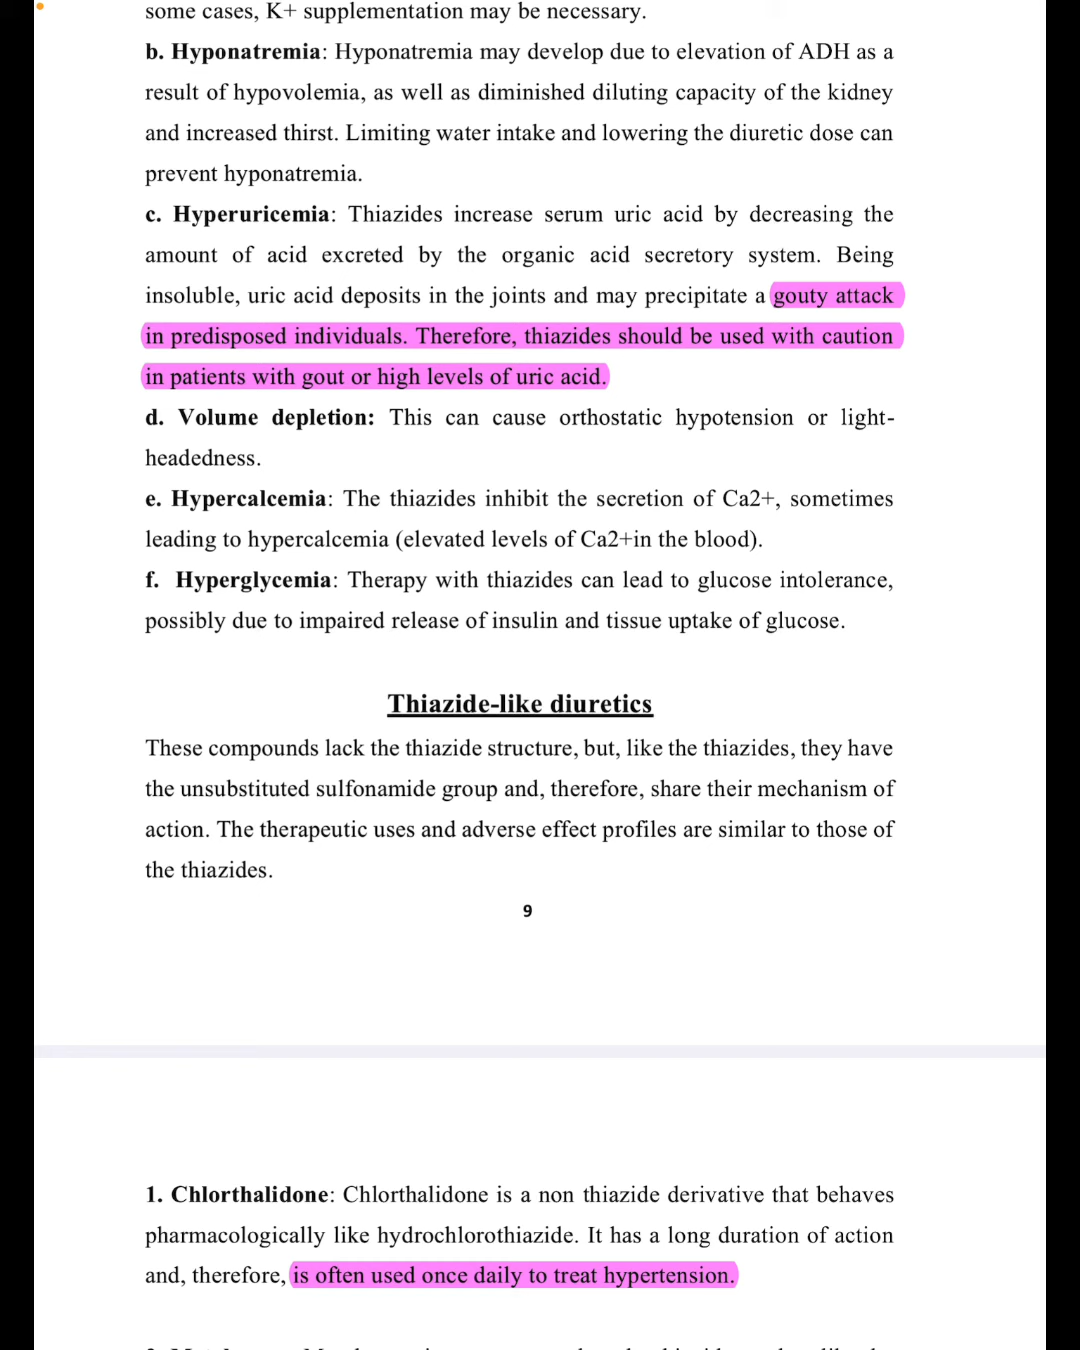 some cases, K+ supplementation may be necessary.
b. Hyponatremia: Hyponatremia may develop due to elevation of ADH as a
result of hypovolemia, as well as diminished diluting capacity of the kidney
and increased thirst. Limiting water intake and lowering the diuretic dose can
prevent hyponatremia.
c. Hyperuricemia: Thiazides increase serum uric acid by decreasing the
amount of acid excreted by the organic acid secretory system. Being
insoluble, uric acid deposits in the joints and may precipitate a gouty attack
in predisposed individuals. Therefore, thiazides should be used with caution
in patients with gout or high levels of uric acid.
d. Volume depletion: This can cause orthostatic hypotension or light-
headedness.
e. Hypercalcemia: The thiazides inhibit the secretion of Ca2+, sometimes
leading to hypercalcemia (elevated levels of Ca2+in the blood).
f. Hyperglycemia: Therapy with thiazides can lead to glucose intolerance,
possibly due to impaired release of insulin and tissue uptake of glucose.
Thiazide-like diuretics
These compounds lack the thiazide structure, but, like the thiazides, they have
the unsubstituted sulfonamide group and, therefore, share their mechanism of
action. The therapeutic uses and adverse effect profiles are similar to those of
the thiazides.
9
1. Chlorthalidone: Chlorthalidone is a non thiazide derivative that behaves
pharmacologically like hydrochlorothiazide. It has a long duration of action
and, therefore, is often used once daily to treat hypertension.